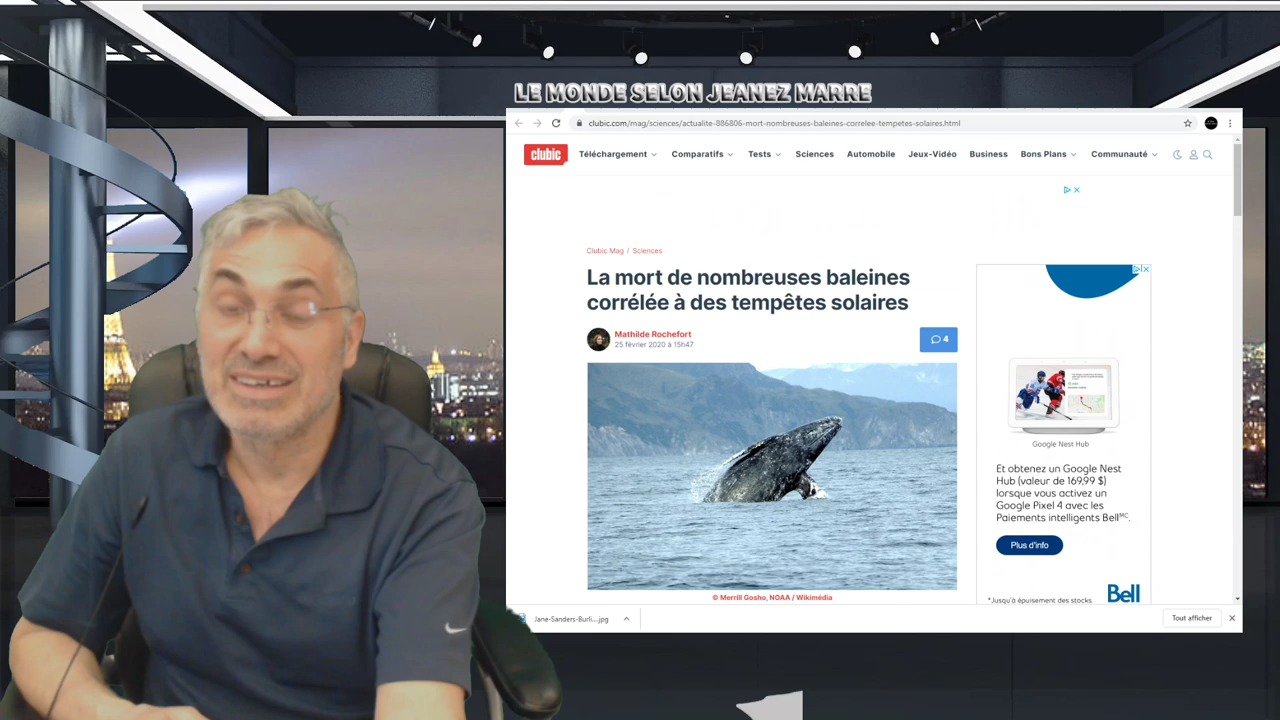 LE MONDE SELON JEANEZ MARRE
clubic.com/mag/sciences/actualite-886806-mort-nombreuses-baleines-correlee-tempetes-solaires.html
clubic Téléchargement Comparatifs Tests Sciences Automobile Jeux-Vidéo Business Bons Plans Communauté
Clubic Mag / Sciences
La mort de nombreuses baleines
corrélée à des tempêtes solaires
Mathilde Rochefort
25 février 2020 à 15h47
4
© Merrill Gosho, NOAA / Wikimédia
Google Nest Hub
Et obtenez un Google Nest
Hub (valeur de 169,99 $)
lorsque vous activez un
Google Pixel 4 avec les
Paiements intelligents Bell MC.
Plus d'info
*Jusqu'à épuisement des stocks.
Bell
Jane-Sanders-Burli....jpg
Tout afficher